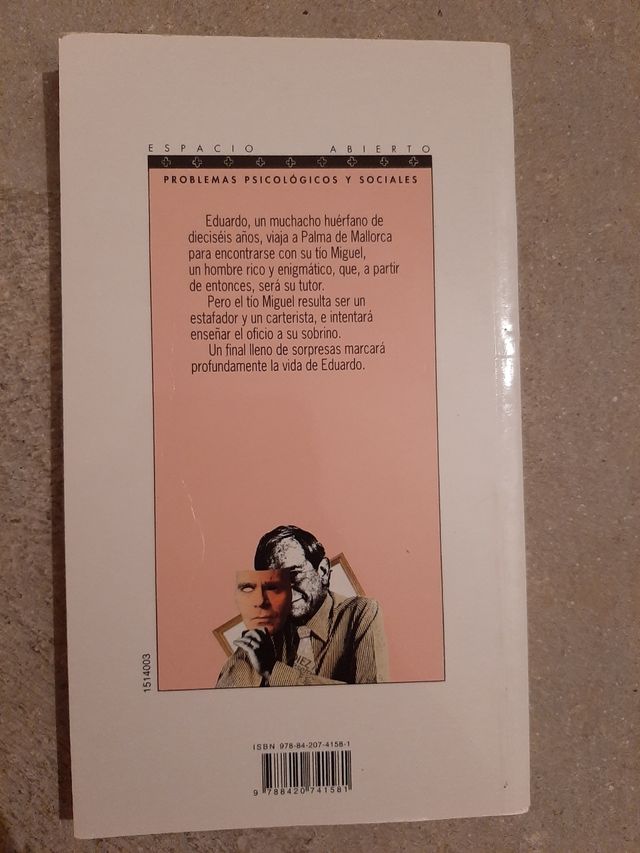 ESPACIO ABIERTO
PROBLEMAS PSICOLÓGICOS Y SOCIALES
Eduardo, un muchacho huérfano de
dieciséis años, viaja a Palma de Mallorca
para encontrarse con su tío Miguel,
un hombre rico y enigmático, que, a partir
de entonces, será su tutor.
Pero el tío Miguel resulta ser un
estafador y un carterista, e intentará
enseñar el oficio a su sobrino.
Un final lleno de sorpresas marcará
profundamente la vida de Eduardo.
1514003
ISBN 978-84-207-4158-1
9 788420 741581